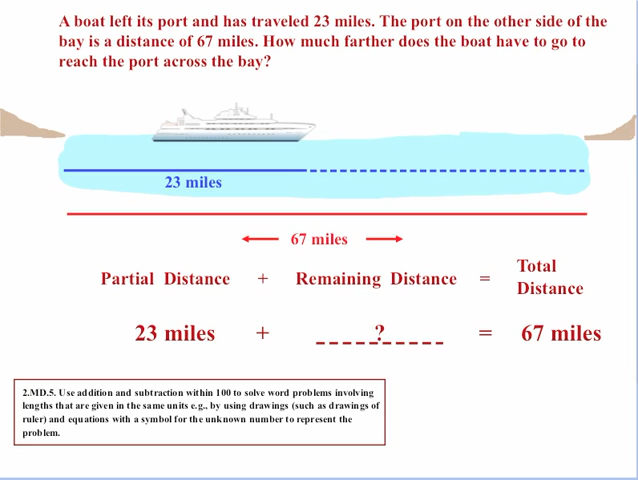 A boat left its port and has traveled 23 miles. The port on the other side of the
bay is a distance of 67 miles. How much farther does the boat have to go to
reach the port across the bay?
23 miles
67 miles
Partial Distance + Remaining Distance = Total
Distance
23 miles + ? = 67 miles
2.MD.5. Use addition and subtraction within 100 to solve word problems involving
lengths that are given in the same units e.g., by using drawings (such as drawings of
ruler) and equations with a symbol for the unknown number to represent the
problem.